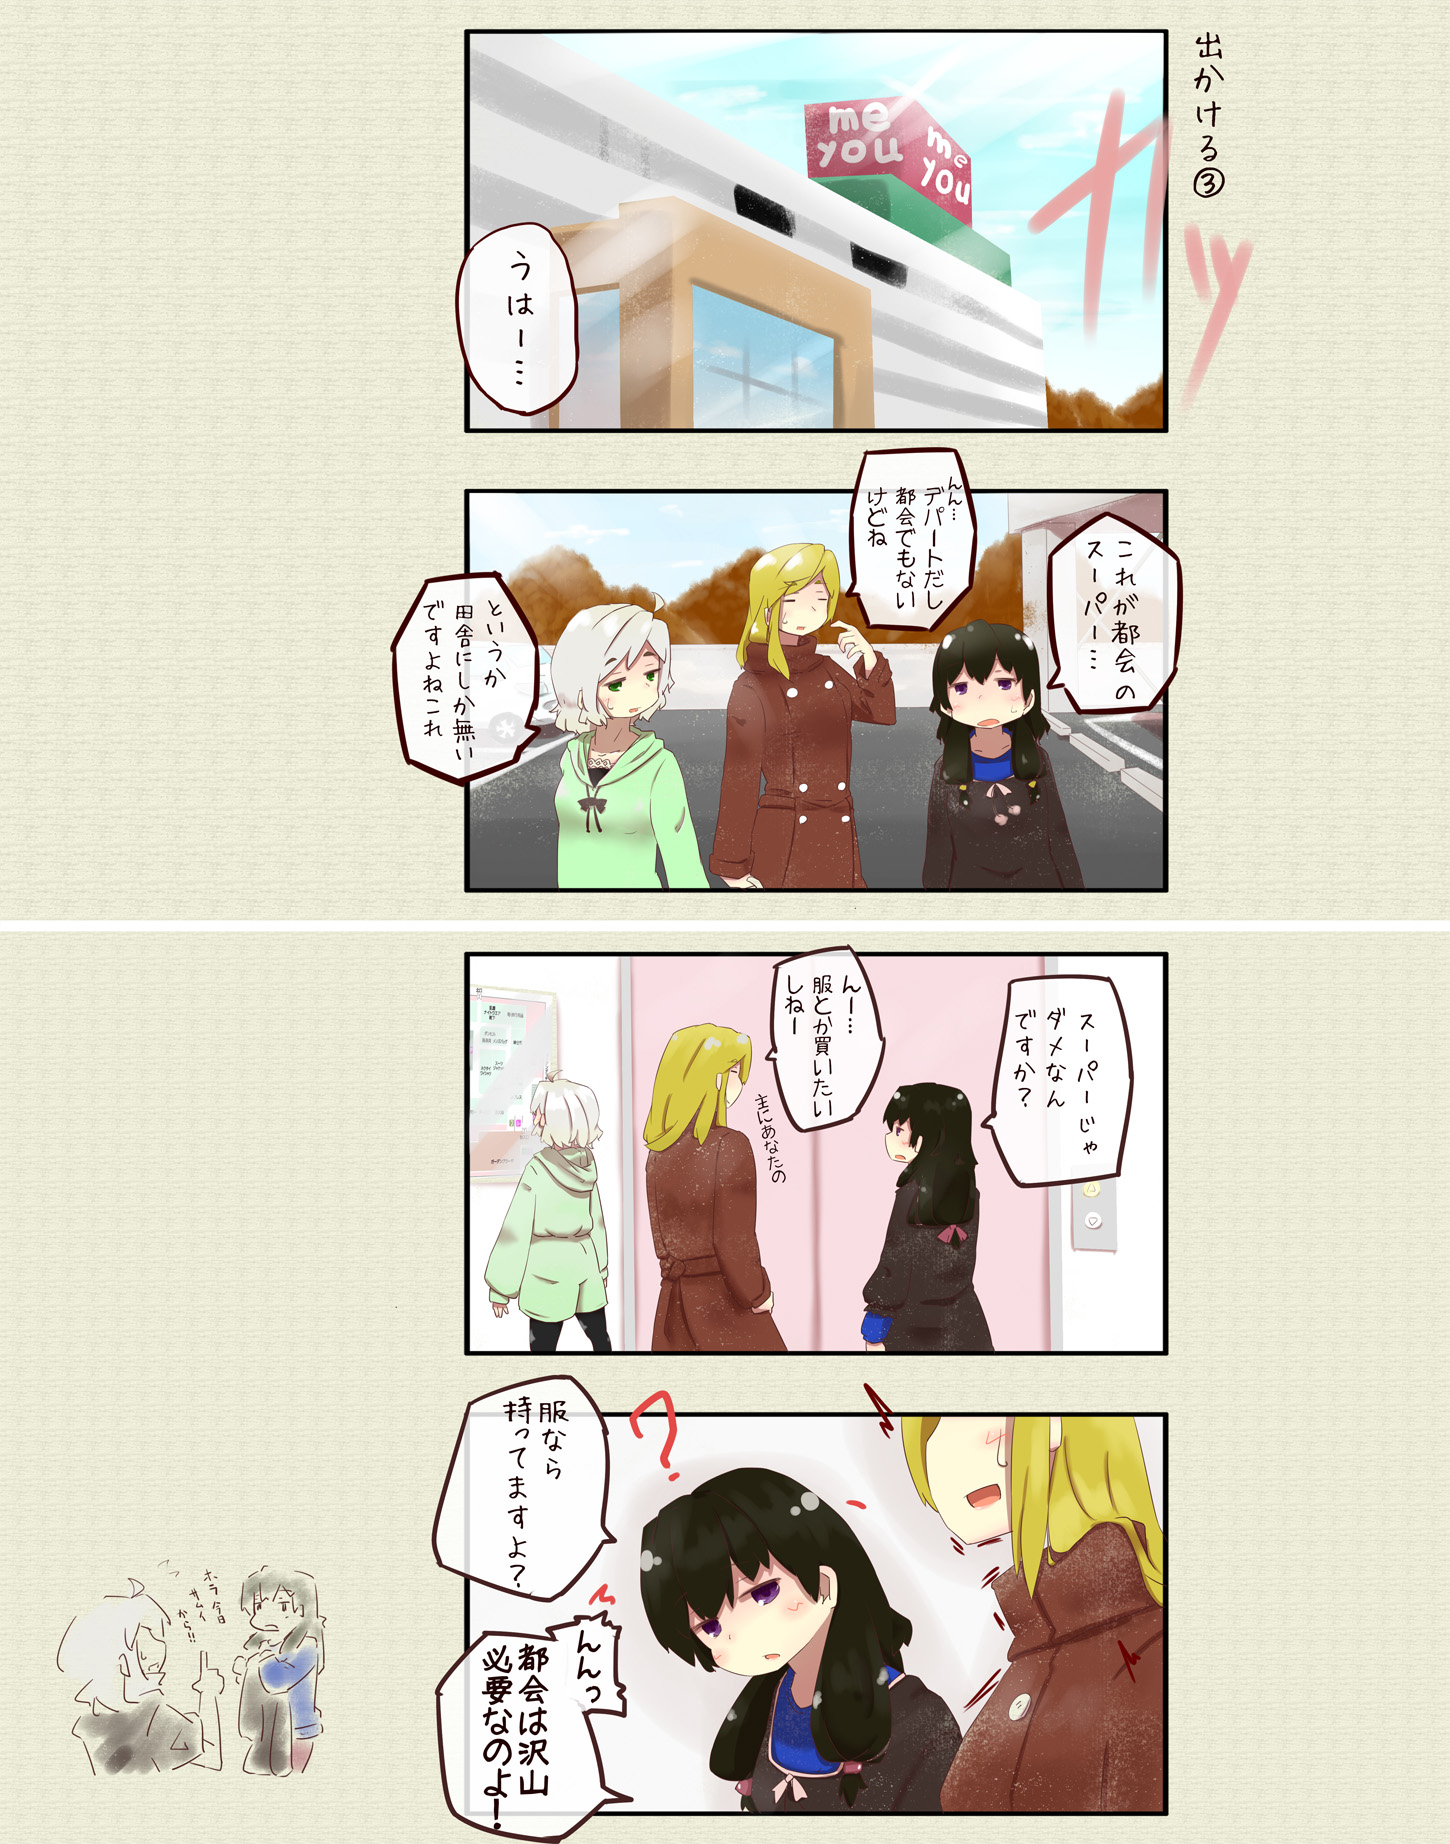 出かける③
カッ
me
you
me
you
うはー…
これが都会の
スーパー…
んん…
デパートだし
都会でもない
けどね
というか
田舎にしか無い
ですよねこれ
スーパーじゃ
ダメなん
ですか?
んー…
服とか買いたい
しねー
主にあなたの
服なら
持ってますよ?
?
んんっ
都会は沢山
必要なのよ!
ホラ今日
サムイ
から!!